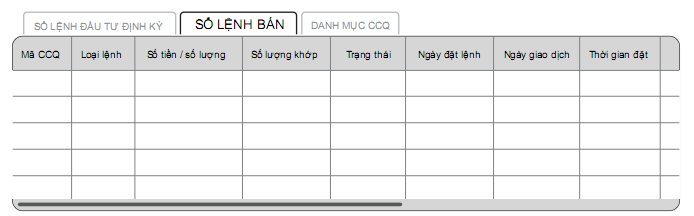 SỔ LỆNH ĐẦU TƯ ĐỊNH KỲ
SỔ LỆNH BÁN
DANH MỤC CCQ
Mã CCQ
Loại lệnh
Số tiền / số lượng
Số lượng khớp
Trạng thái
Ngày đặt lệnh
Ngày giao dịch
Thời gian đặt